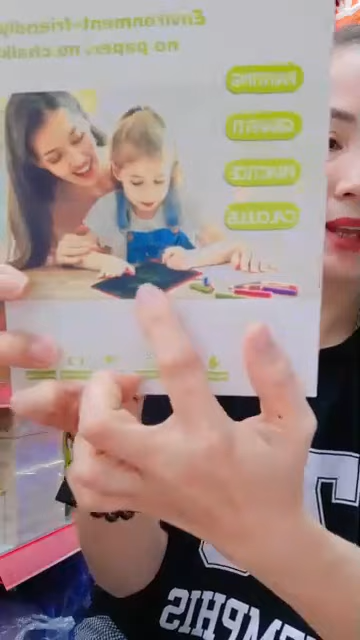 Environment-friendly
no paper, no chalk
PAINTING
GRAFFITI
PRACTICE
CALCULUS
MEMPHIS